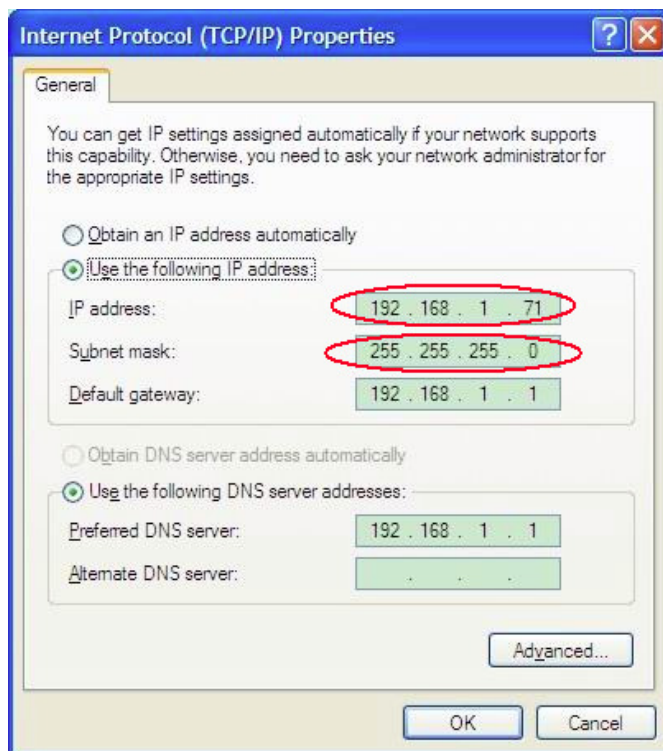 Internet Protocol (TCP/IP) Properties
General
You can get IP settings assigned automatically if your network supports
this capability. Otherwise, you need to ask your network administrator for
the appropriate IP settings.
Obtain an IP address automatically
Use the following IP address:
IP address: 192 . 168 . 1 . 71
Subnet mask: 255 . 255 . 255 . 0
Default gateway: 192 . 168 . 1 . 1
Obtain DNS server address automatically
Use the following DNS server addresses:
Preferred DNS server: 192 . 168 . 1 . 1
Alternate DNS server: . . .
Advanced...
OK Cancel